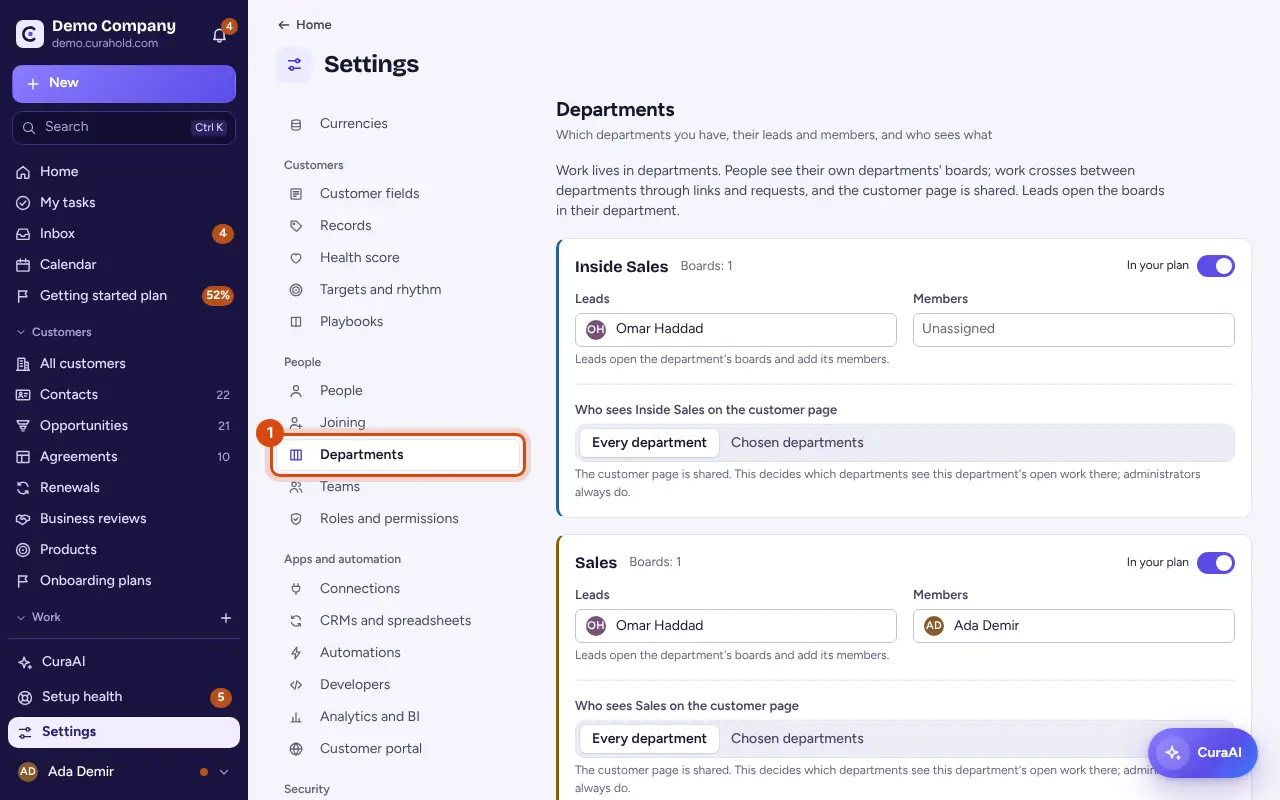 Demo Company
demo.curahold.com
4
New
Search
Ctrl K
Home
My tasks
Inbox
4
Calendar
Getting started plan
52%
Customers
All customers
Contacts
22
Opportunities
21
Agreements
10
Renewals
Business reviews
Products
Onboarding plans
Work
CuraAI
Setup health
5
Settings
AD
Ada Demir
Home
Settings
Currencies
Customers
Customer fields
Records
Health score
Targets and rhythm
Playbooks
People
People
Joining
1
Departments
Teams
Roles and permissions
Apps and automation
Connections
CRMs and spreadsheets
Automations
Developers
Analytics and BI
Customer portal
Security
Departments
Which departments you have, their leads and members, and who sees what
Work lives in departments. People see their own departments' boards; work crosses between
departments through links and requests, and the customer page is shared. Leads open the boards
in their department.
Inside Sales
Boards: 1
In your plan
Leads
Members
OH
Omar Haddad
Unassigned
Leads open the department's boards and add its members.
Who sees Inside Sales on the customer page
Every department
Chosen departments
The customer page is shared. This decides which departments see this department's open work there; administrators
always do.
Sales
Boards: 1
In your plan
Leads
Members
OH
Omar Haddad
AD
Ada Demir
Leads open the department's boards and add its members.
Who sees Sales on the customer page
Every department
Chosen departments
The customer page is shared. This decides which departments see this department's open work there;
always do.
CuraAI